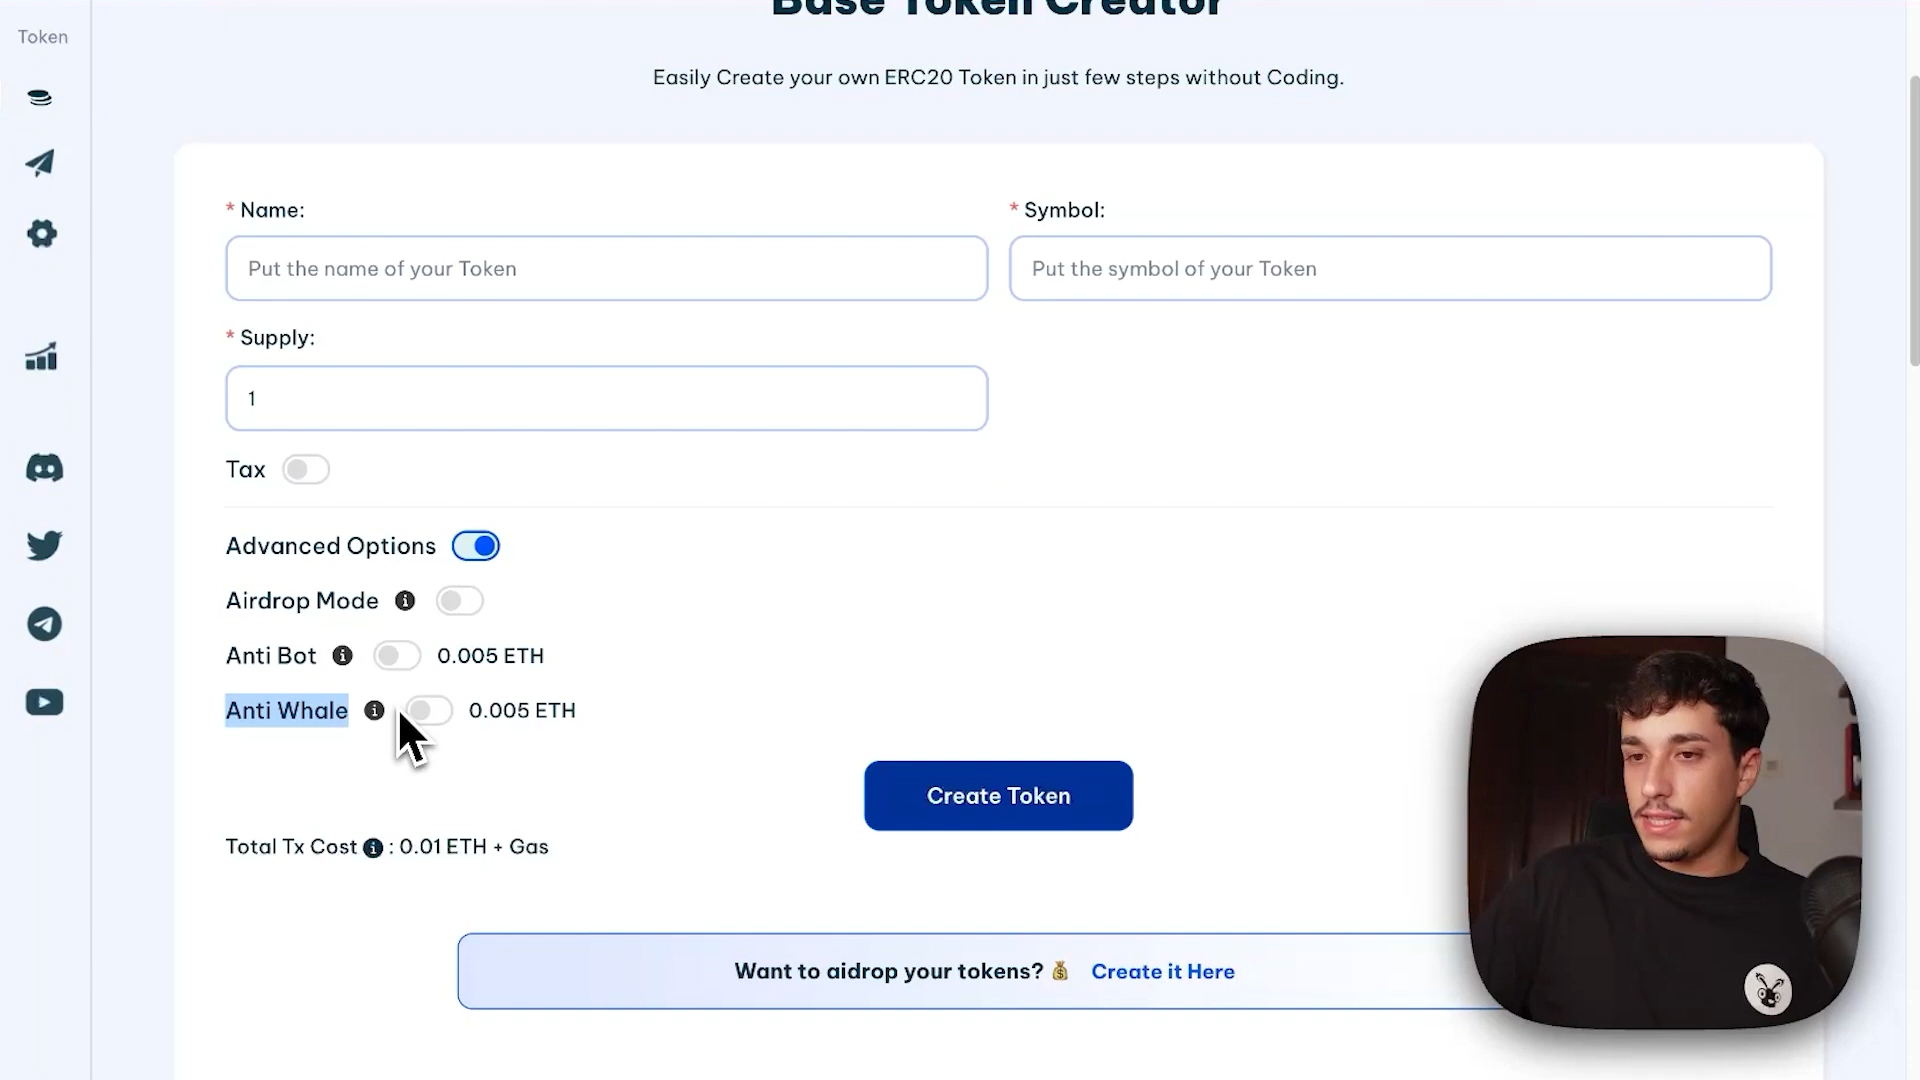 Base Token Creator
Token
Easily Create your own ERC20 Token in just few steps without Coding.
* Name:
* Symbol:
Put the name of your Token
Put the symbol of your Token
* Supply:
1
Tax
Advanced Options
Airdrop Mode
Anti Bot 0.005 ETH
Anti Whale 0.005 ETH
Create Token
Total Tx Cost : 0.01 ETH + Gas
Want to aidrop your tokens? 💰 Create it Here